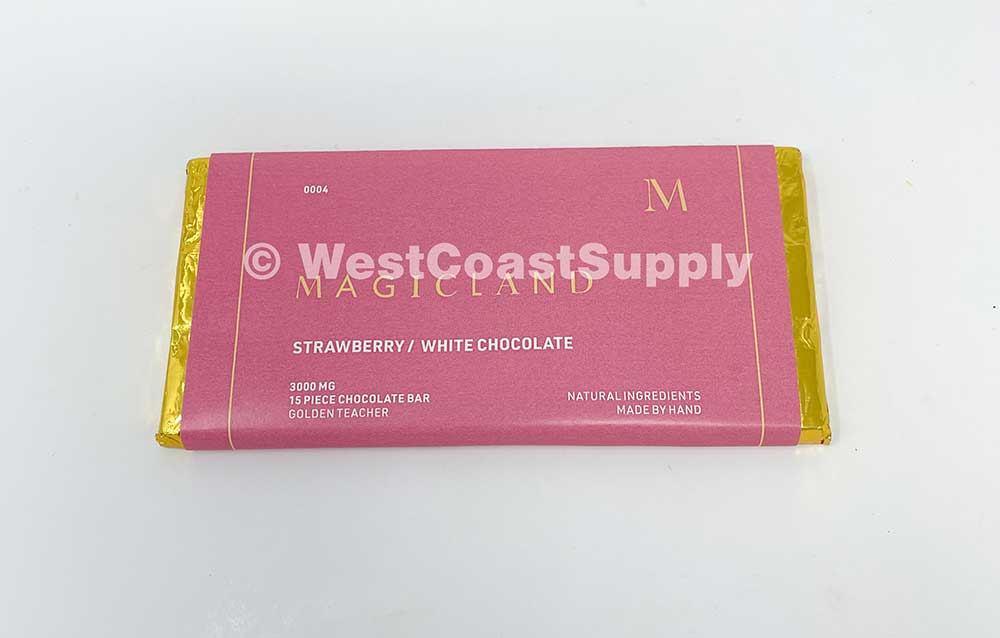 0004
M
© WestCoastSupply
MAGICLAND
STRAWBERRY / WHITE CHOCOLATE
3000 MG
15 PIECE CHOCOLATE BAR
GOLDEN TEACHER
NATURAL INGREDIENTS
MADE BY HAND